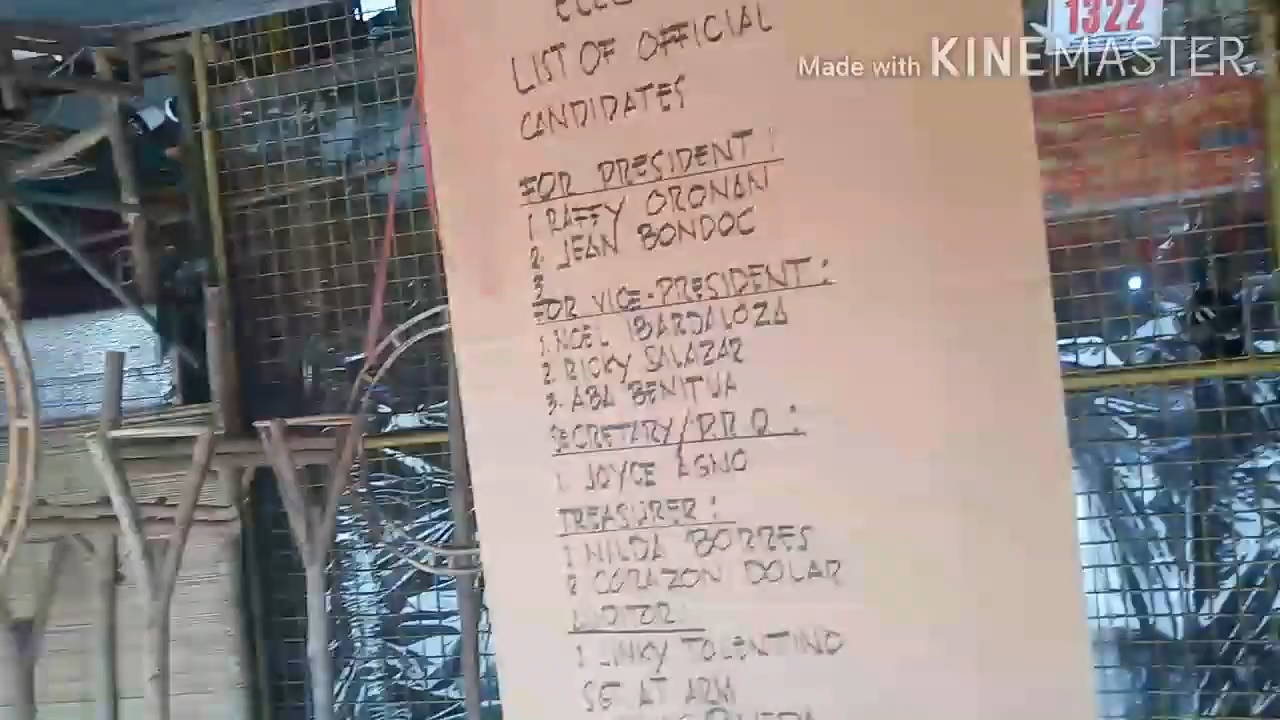 LIST OF OFFICIAL
CANDIDATES
FOR PRESIDENT :
1. RAFFY ORONAN
2. JEAN BONDOC
3
FOR VICE-PRESIDENT :
1. NOEL IBARDALOZA
2. RICKY SALAZAR
3. ABA BENITUA
SECRETARY/P.R.O :
1. JOYCE AGNO
TREASURER :
1 NILDA BORRES
2 CORAZON DOLAR
AUDITOR
1 JINKY TOLENTINO
SG AT ARM
1322
Made with KINEMASTER